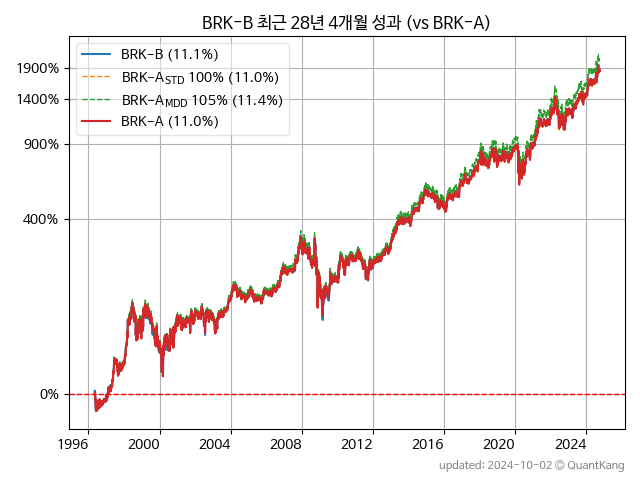 BRK-B 최근 28년 4개월 성과 (vs BRK-A)
BRK-B (11.1%)
BRK-A_STD 100% (11.0%)
BRK-A_MDD 105% (11.4%)
BRK-A (11.0%)
1900%
1400%
900%
400%
0%
1996 2000 2004 2008 2012 2016 2020 2024
updated: 2024-10-02 © QuantKang